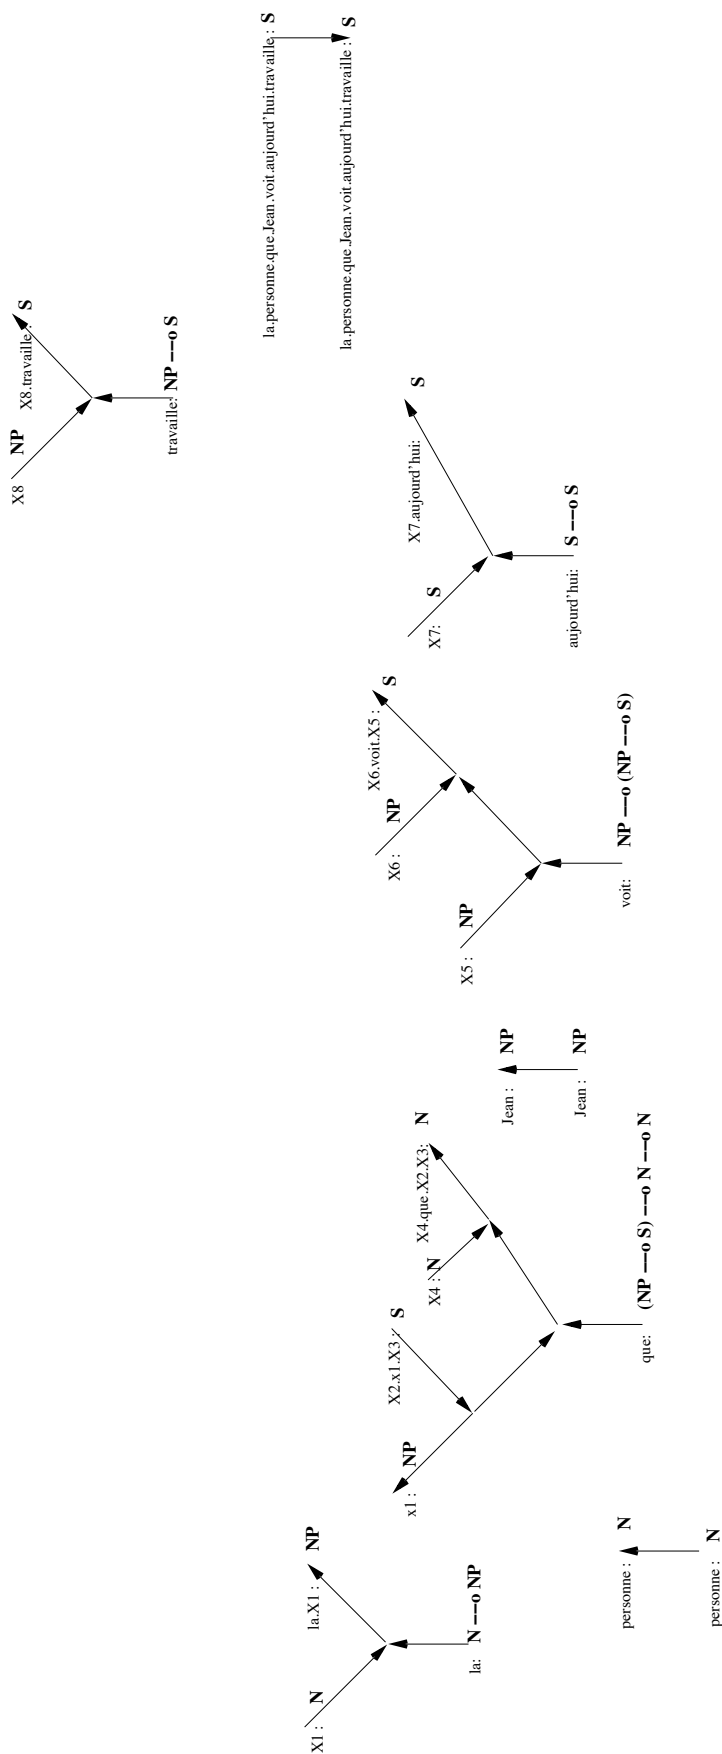 X1 : N
la.X1 : NP
la: N −−o NP
personne : N
personne : N
x1 : NP
X2.x1.X3 : S
X4 : N
X4.que.X2.X3: N
que: (NP −−o S) −−o N −−o N
Jean : NP
Jean : NP
X5 : NP
X6 : NP
X6.voit.X5 : S
voit: NP −−o (NP −−o S)
X7: S
X7.aujourd'hui: S
aujourd'hui: S −−o S
X8 NP
X8.travaille : S
travaille: NP −−o S
la.personne.que.Jean.voit.aujourd'hui.travaille : S
la.personne.que.Jean.voit.aujourd'hui.travaille : S